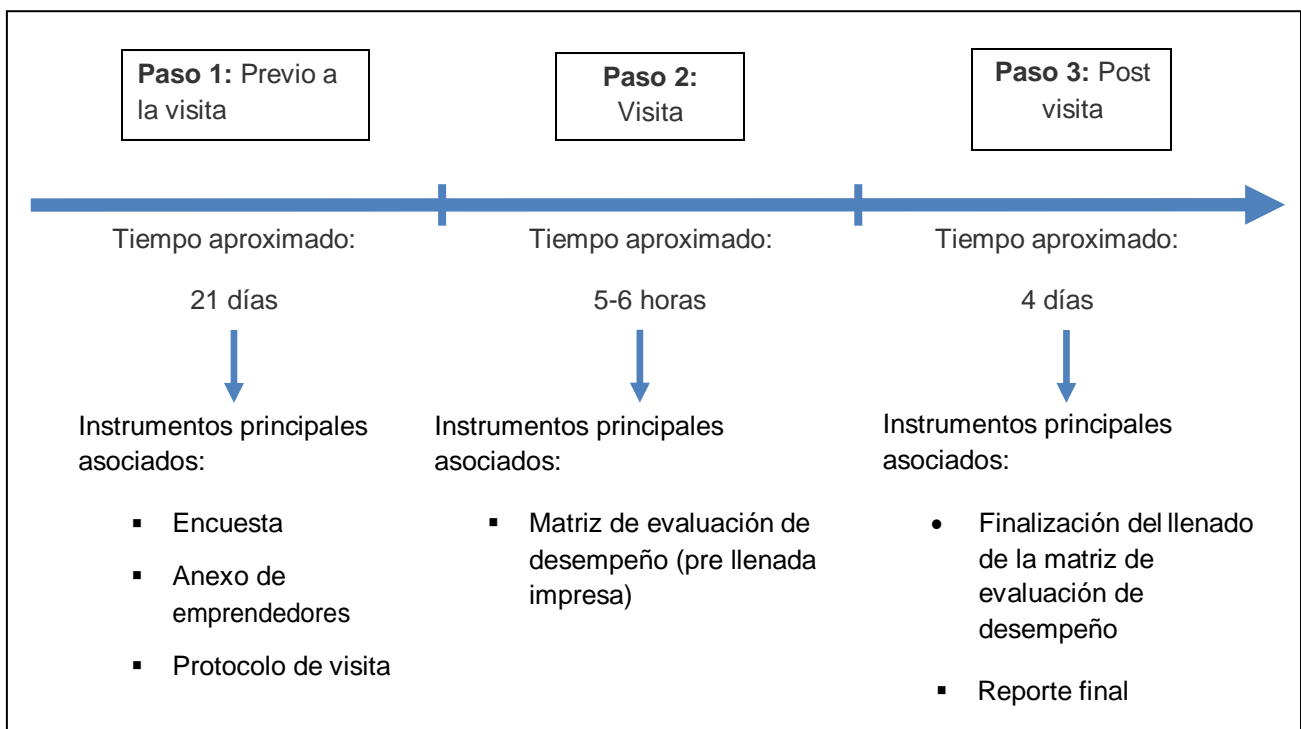 Paso 1: Previo a
la visita
Paso 2:
Visita
Paso 3: Post
visita
Tiempo aproximado:
21 días
Tiempo aproximado:
5-6 horas
Tiempo aproximado:
4 días
Instrumentos principales
asociados:
▪ Encuesta
▪ Anexo de
emprendedores
▪ Protocolo de visita
Instrumentos principales
asociados:
▪ Matriz de evaluación de
desempeño (pre llenada
impresa)
Instrumentos principales
asociados:
• Finalización del llenado
de la matriz de
evaluación de
desempeño
▪ Reporte final